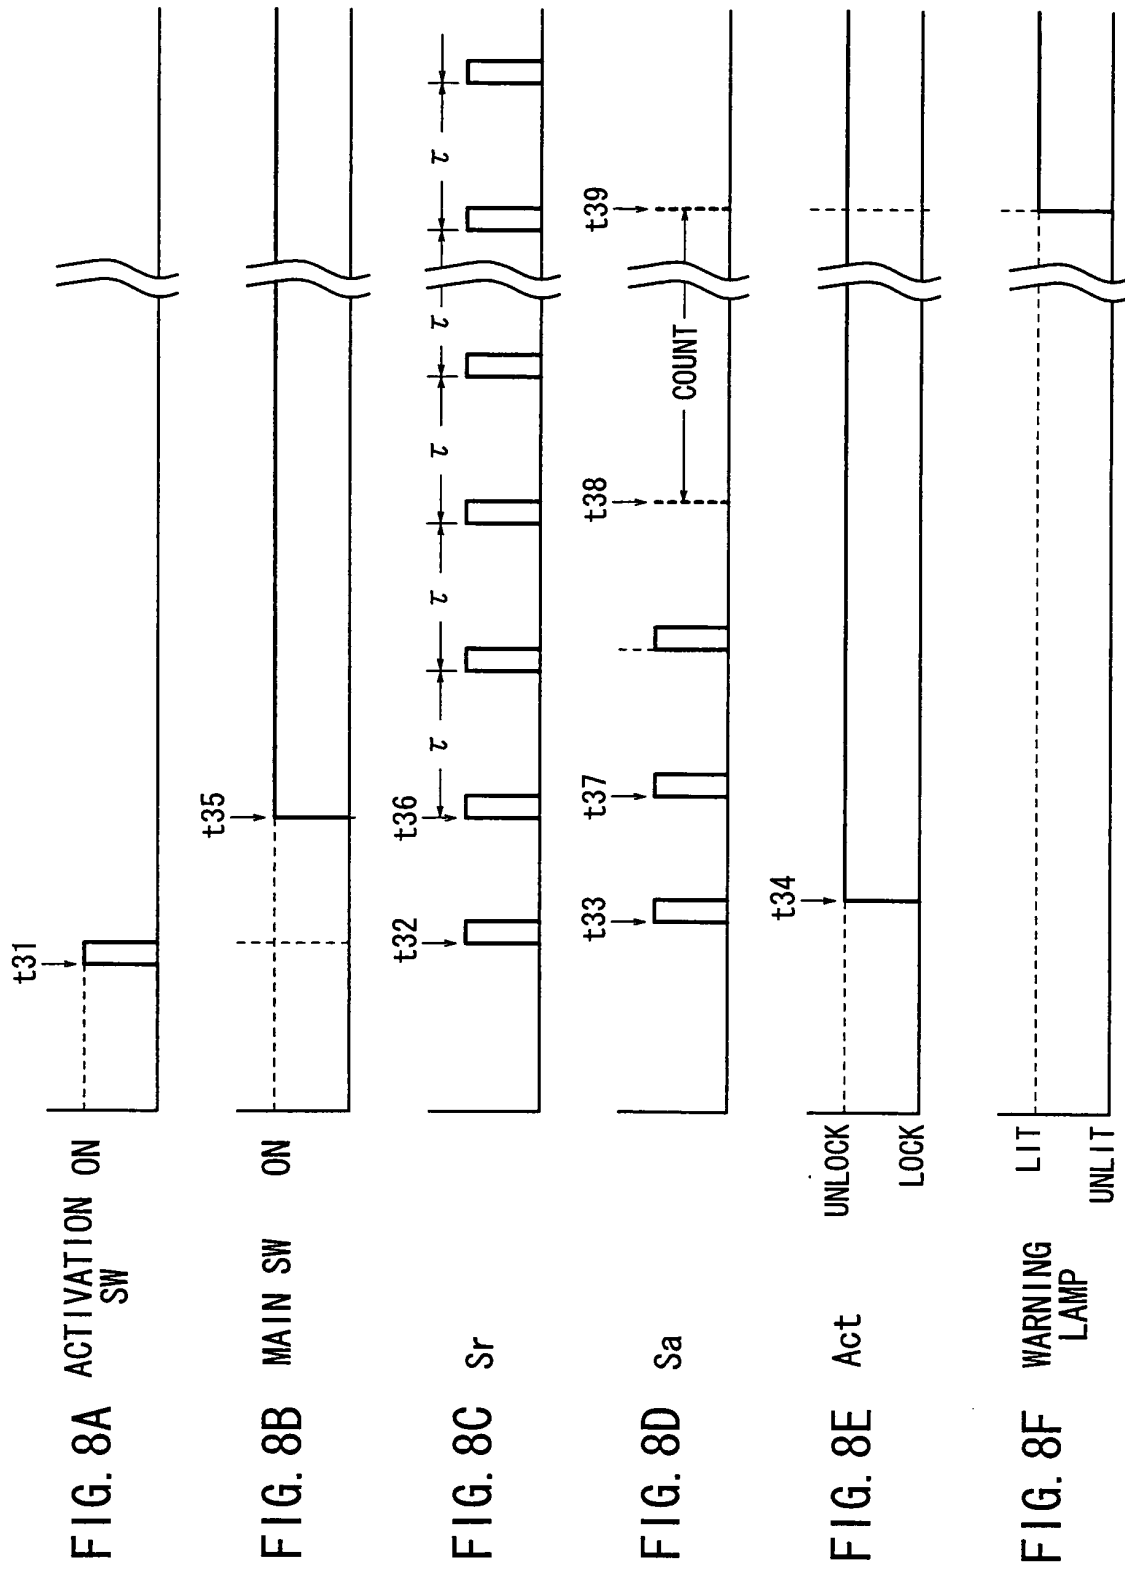 FIG. 8A ACTIVATION SW ON
t31
FIG. 8B MAIN SW ON
t35
FIG. 8C Sr
t32 t36
τ τ τ τ τ
FIG. 8D Sa
t33 t37 t38 COUNT t39
FIG. 8E Act
UNLOCK
LOCK
t34
FIG. 8F WARNING LAMP
LIT
UNLIT